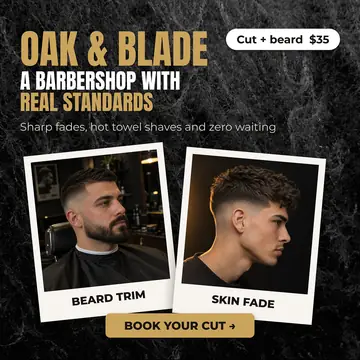 OAK & BLADE
Cut + beard $35
A BARBERSHOP WITH
REAL STANDARDS
Sharp fades, hot towel shaves and zero waiting
BEARD TRIM
SKIN FADE
BOOK YOUR CUT →